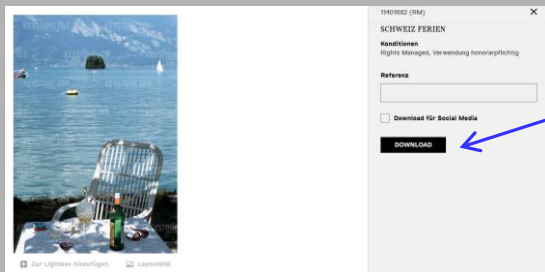 11401682 (RM)
SCHWEIZ FERIEN
Konditionen
Rights Managed, Verwendung honorarpflichtig
Referenz
Download für Social Media
DOWNLOAD
Zur Lightbox hinzufügen
Layoutbild